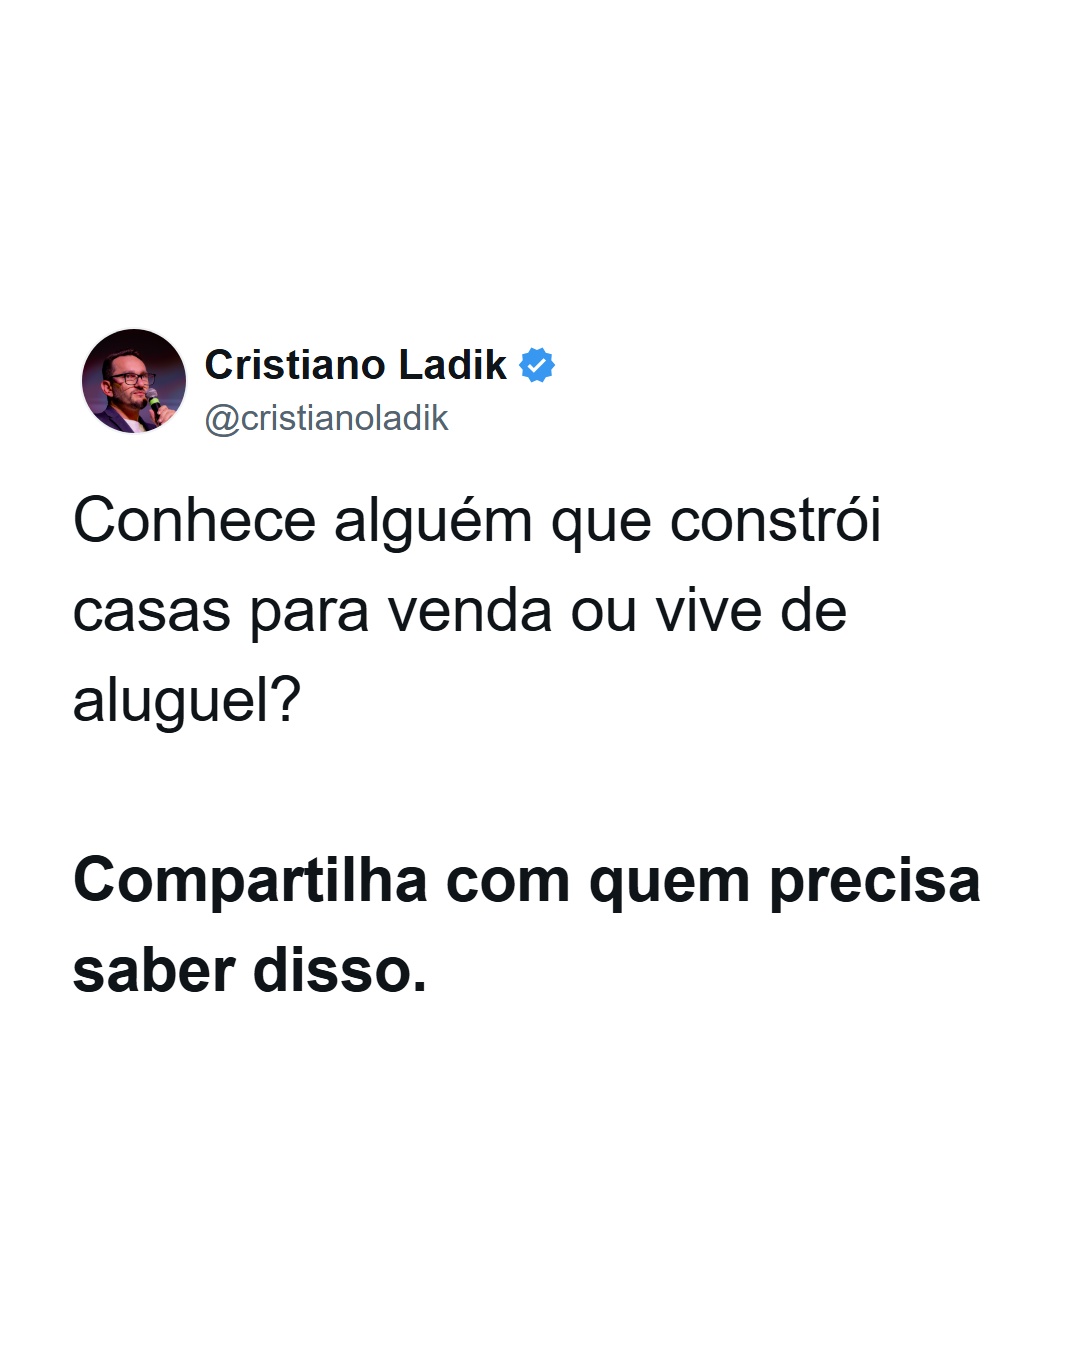 Cristiano Ladik
@cristianoladik
Conhece alguém que constrói
casas para venda ou vive de
aluguel?
Compartilha com quem precisa
saber disso.